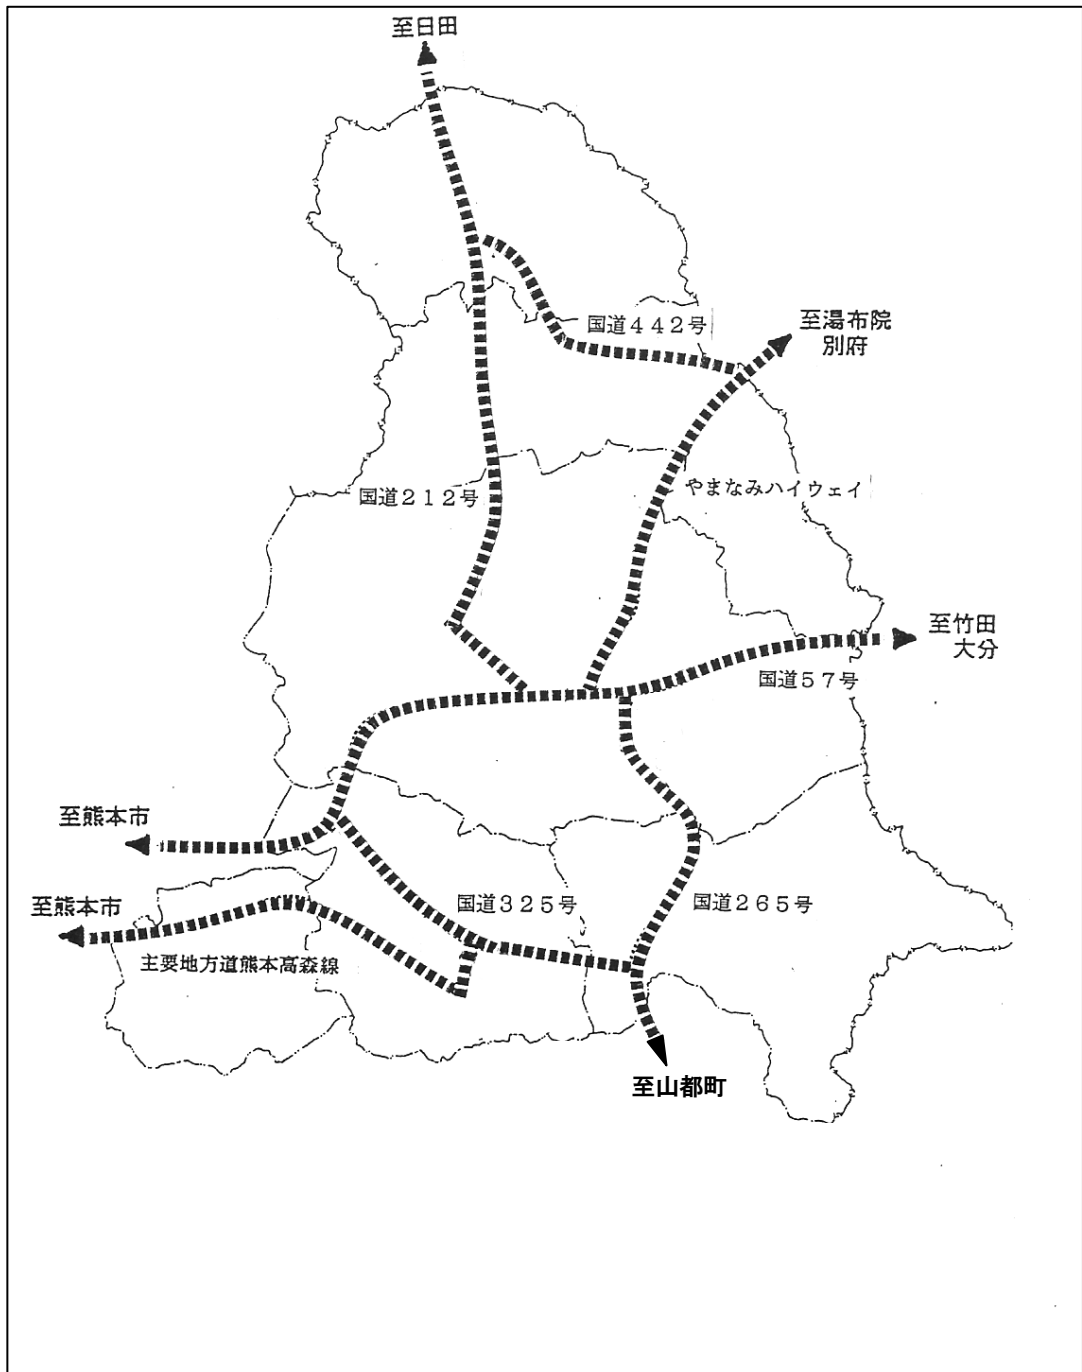 至日田
国道４４２号
至湯布院
別府
国道２１２号
やまなみハイウェイ
至竹田
大分
国道５７号
至熊本市
至熊本市
国道３２５号
国道２６５号
主要地方道熊本高森線
至山都町